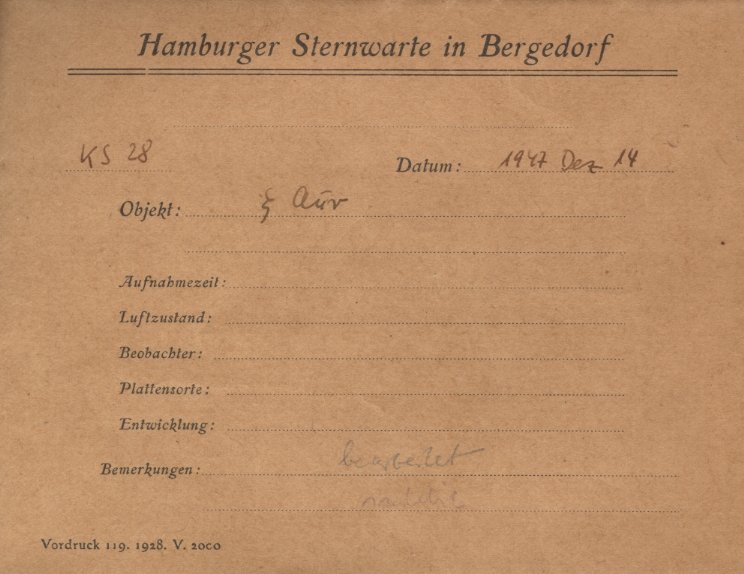 Hamburger Sternwarte in Bergedorf
KS 28
Datum: 1947 Dez 14
Objekt: ξ Aur
Aufnahmezeit:
Luftzustand:
Beobachter:
Plattensorte:
Entwicklung:
Bemerkungen: bearbeitet
Vordruck 119. 1928. V. 2000